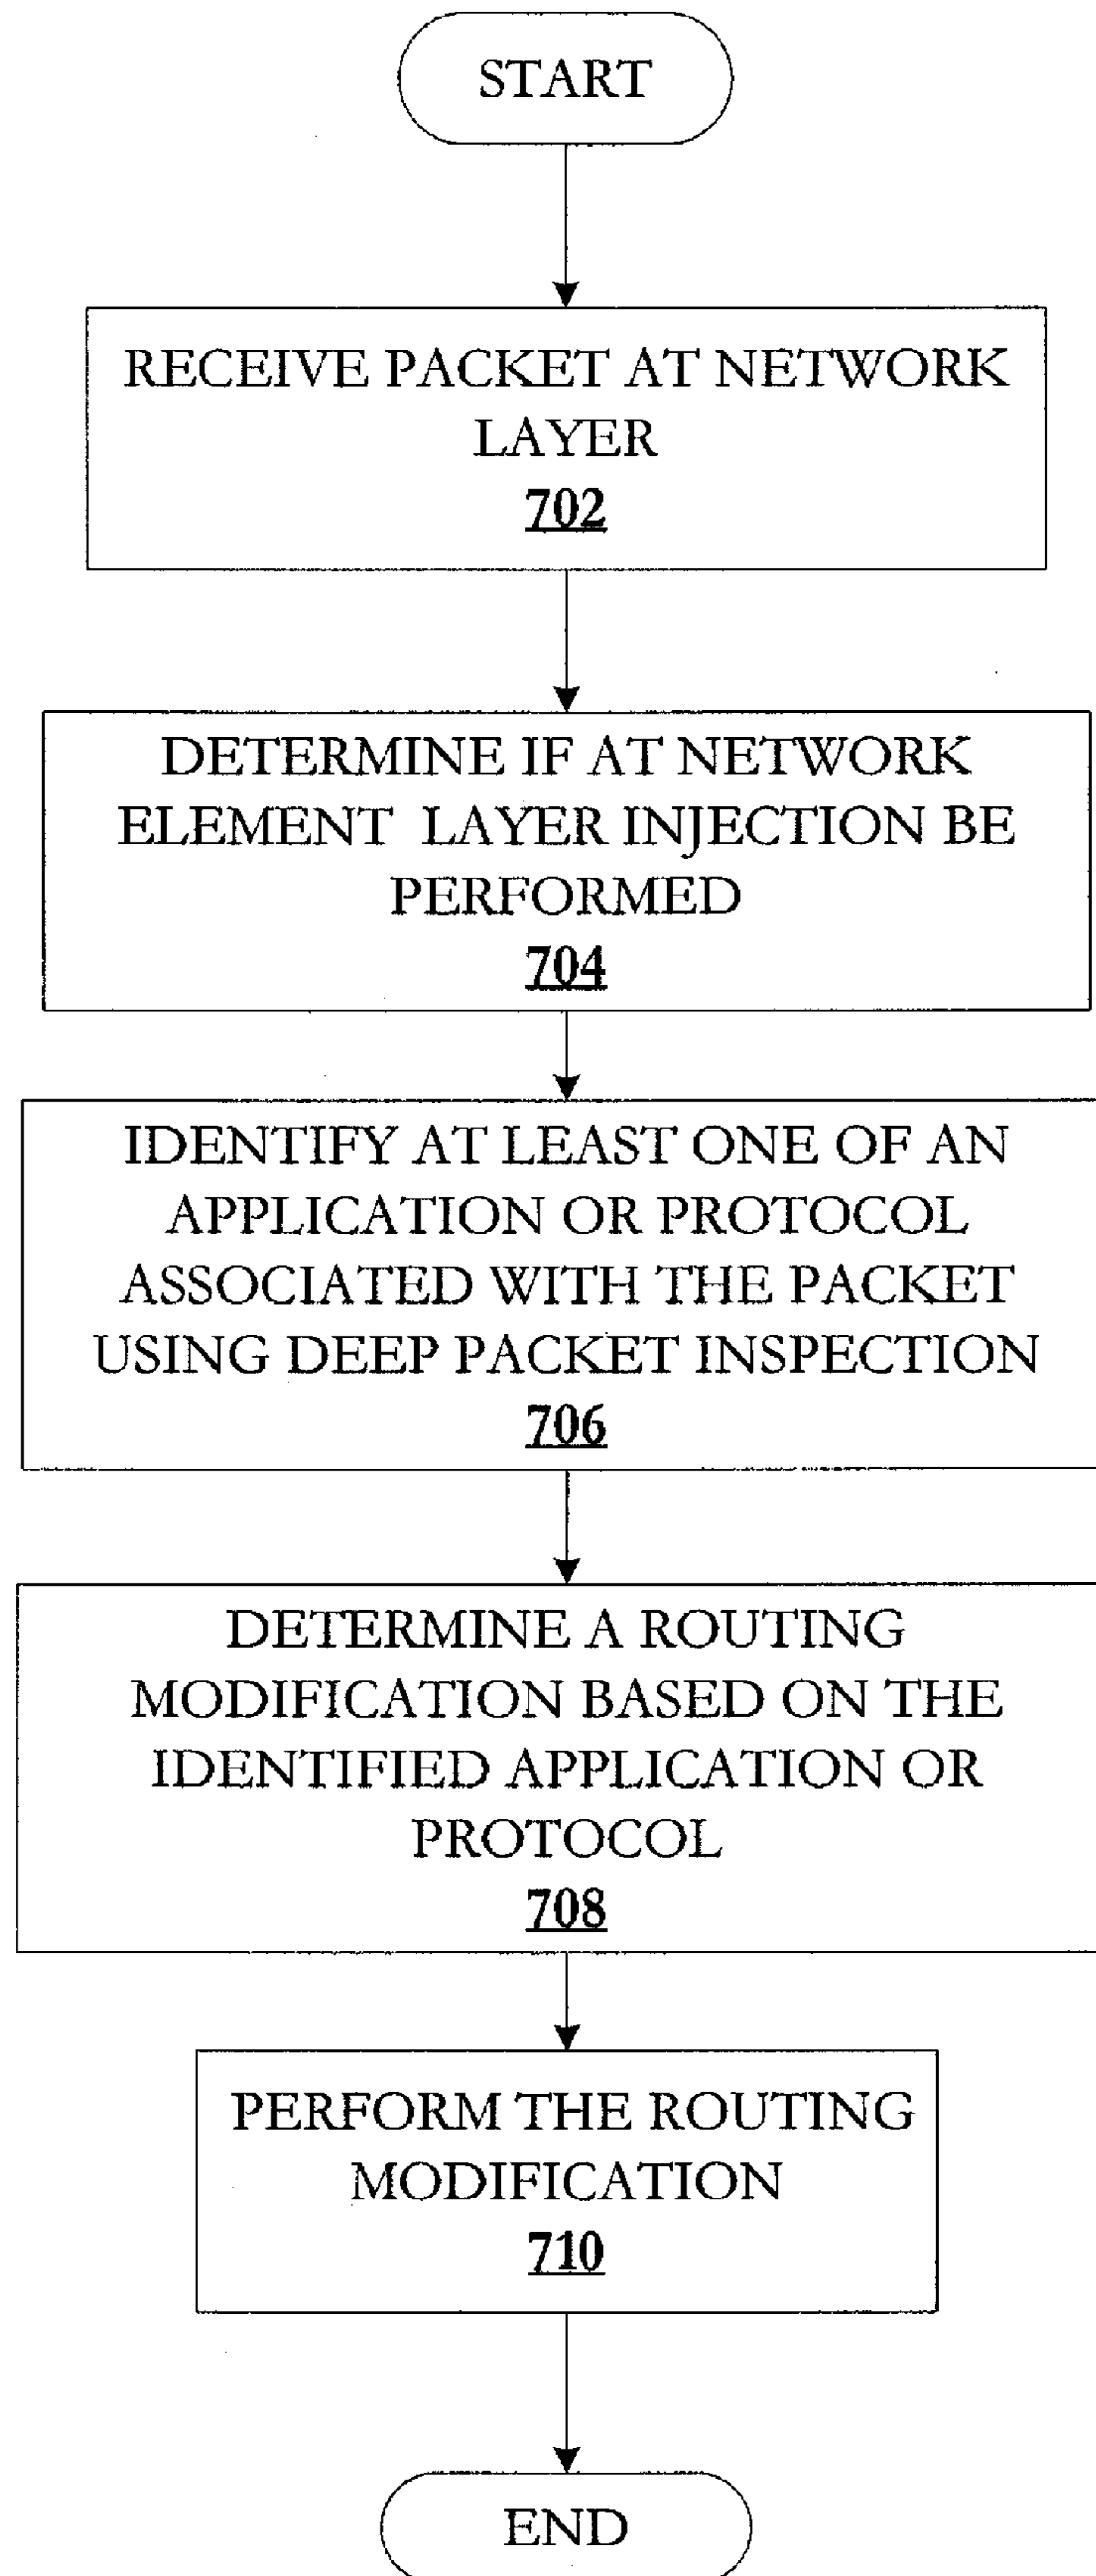 START
RECEIVE PACKET AT NETWORK
LAYER
702
DETERMINE IF AT NETWORK
ELEMENT LAYER INJECTION BE
PERFORMED
704
IDENTIFY AT LEAST ONE OF AN
APPLICATION OR PROTOCOL
ASSOCIATED WITH THE PACKET
USING DEEP PACKET INSPECTION
706
DETERMINE A ROUTING
MODIFICATION BASED ON THE
IDENTIFIED APPLICATION OR
PROTOCOL
708
PERFORM THE ROUTING
MODIFICATION
710
END